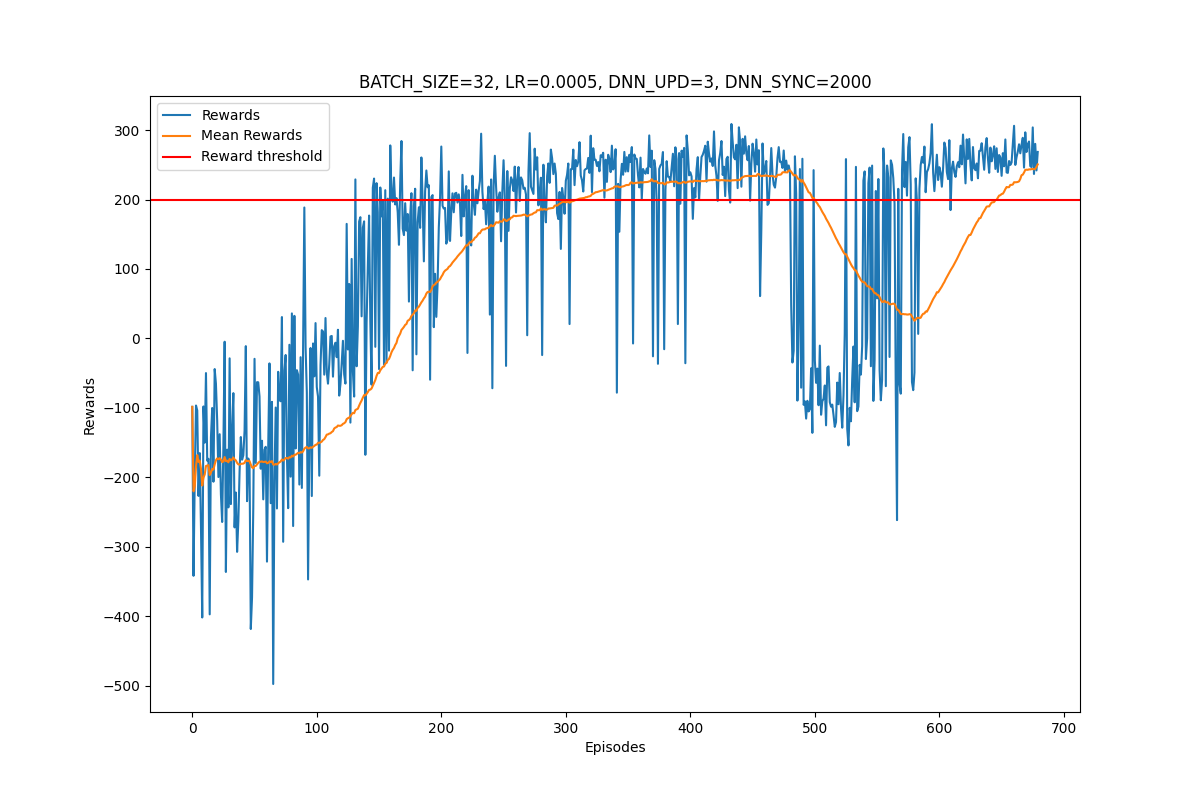 BATCH_SIZE=32, LR=0.0005, DNN_UPD=3, DNN_SYNC=2000
Rewards
Mean Rewards
Reward threshold
300
200
100
0
−100
−200
−300
−400
−500
Rewards
0 100 200 300 400 500 600 700
Episodes